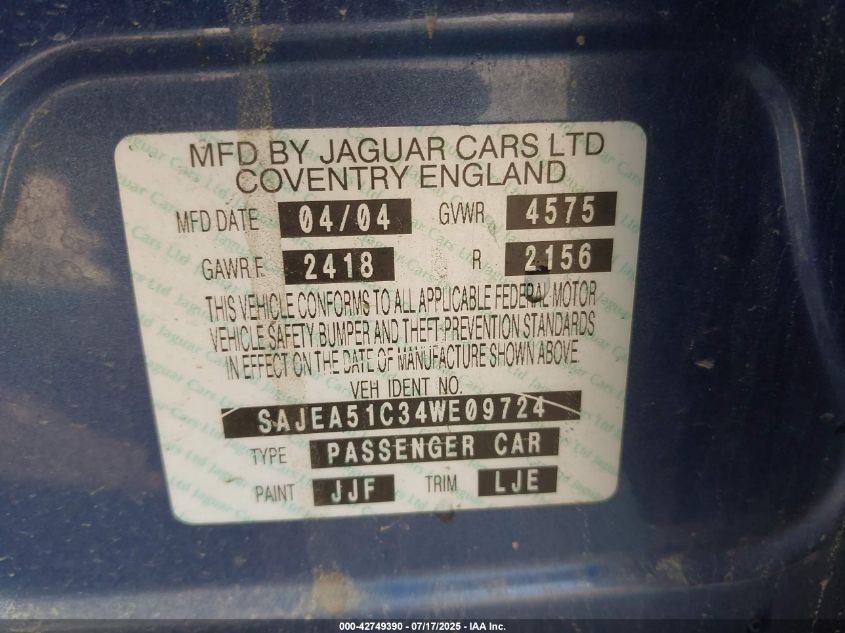 MFD BY JAGUAR CARS LTD
COVENTRY ENGLAND
MFD DATE 04/04 GVWR 4575
GAWR F. 2418 R 2156
THIS VEHICLE CONFORMS TO ALL APPLICABLE FEDERAL MOTOR
VEHICLE SAFETY BUMPER AND THEFT PREVENTION STANDARDS
IN EFFECT ON THE DATE OF MANUFACTURE SHOWN ABOVE.
VEH IDENT NO.
SAJEA51C34WE09724
TYPE PASSENGER CAR
PAINT JJF TRIM LJE
000-42749390 - 07/17/2025 - IAA Inc.